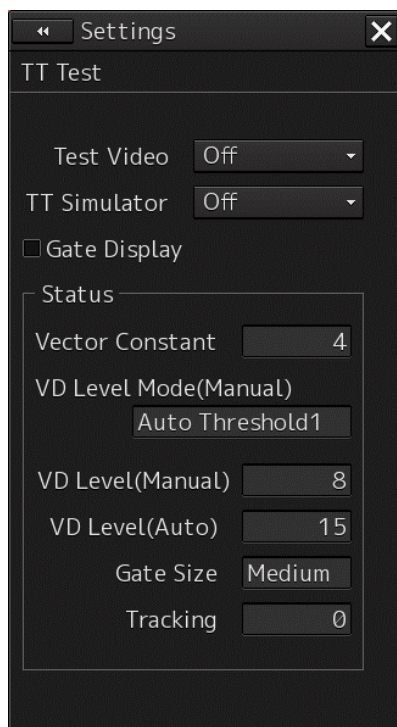 Settings
TT Test
Test Video Off
TT Simulator Off
Gate Display
Status
Vector Constant 4
VD Level Mode(Manual)
Auto Threshold1
VD Level(Manual) 8
VD Level(Auto) 15
Gate Size Medium
Tracking 0